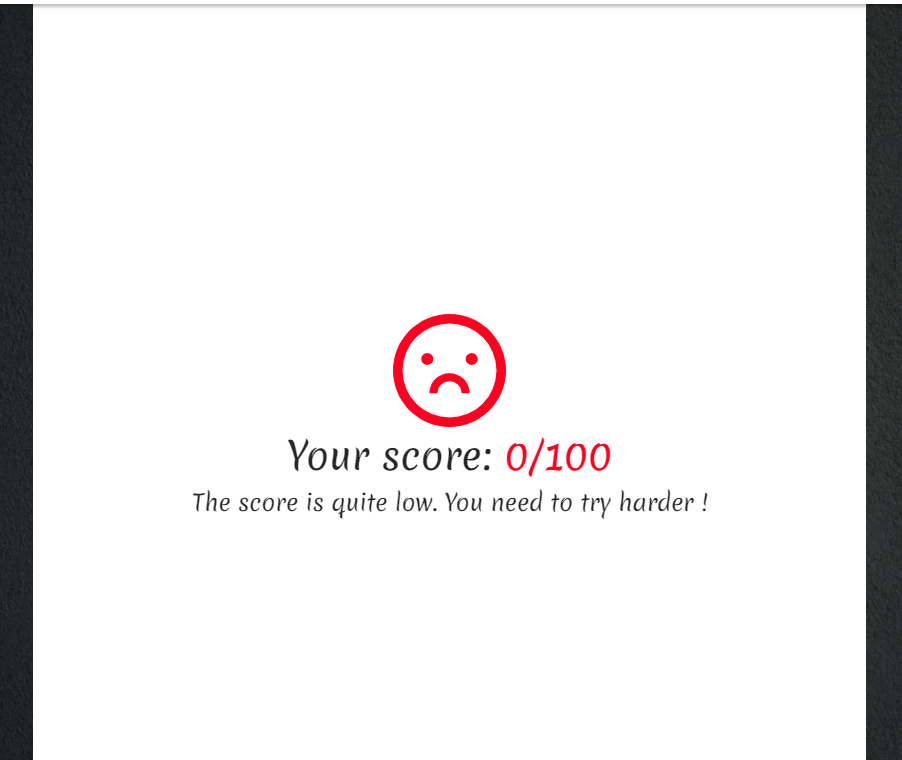 Your score: 0/100
The score is quite low. You need to try harder !